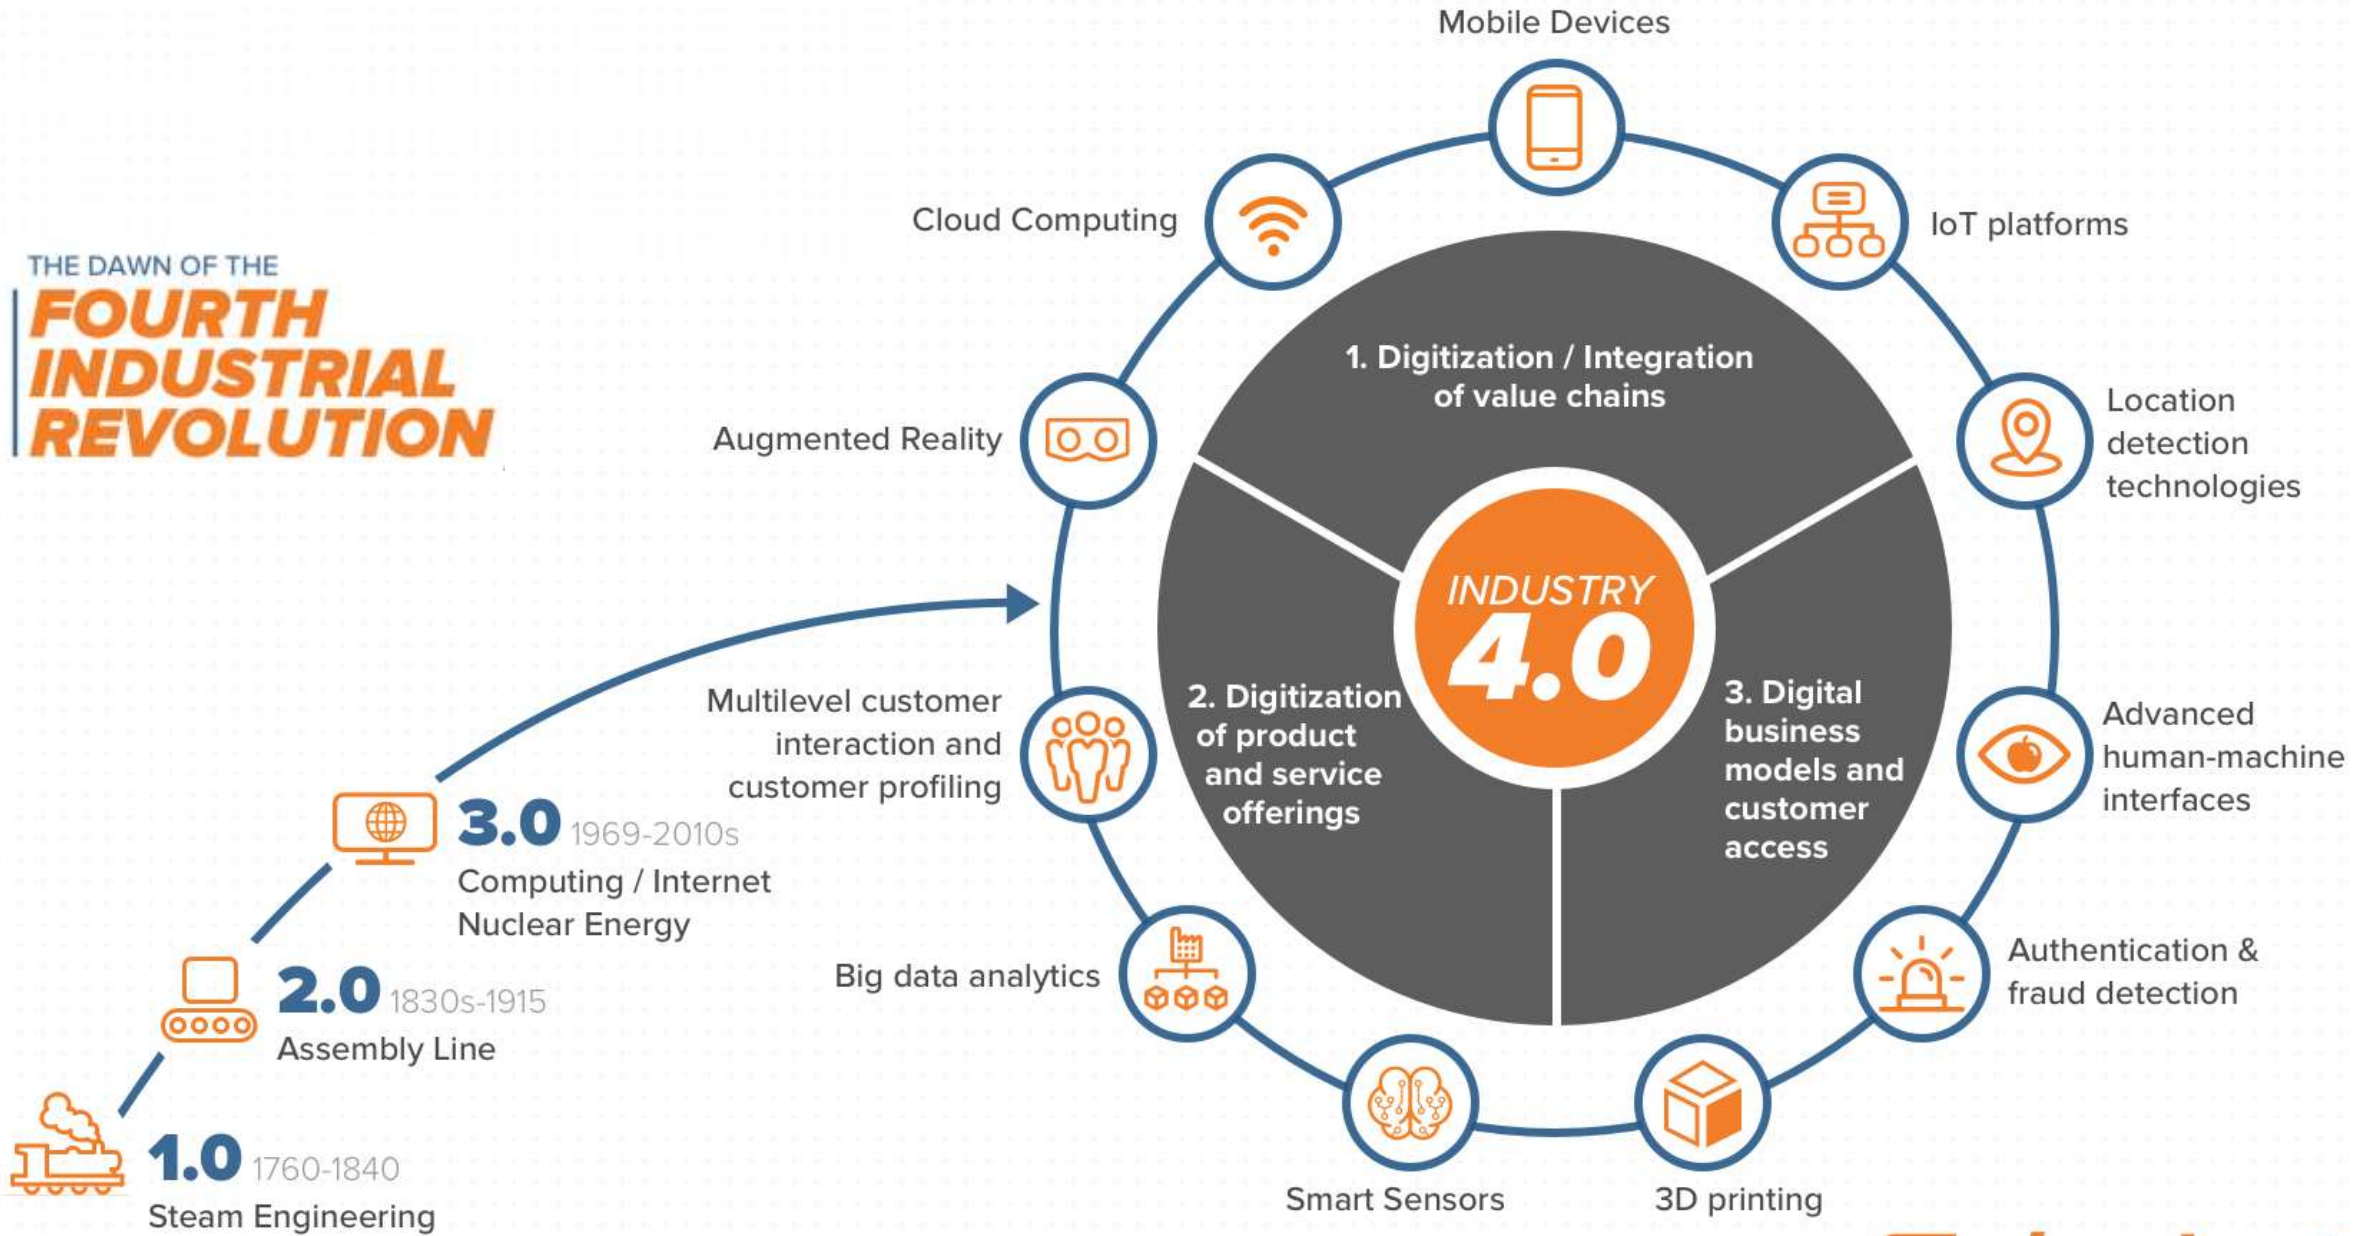 THE DAWN OF THE
FOURTH
INDUSTRIAL
REVOLUTION
1.0 1760-1840
Steam Engineering
2.0 1830s-1915
Assembly Line
3.0 1969-2010s
Computing / Internet
Nuclear Energy
Mobile Devices
IoT platforms
Location
detection
technologies
Advanced
human-machine
interfaces
Authentication &
fraud detection
3D printing
Smart Sensors
Big data analytics
Multilevel customer
interaction and
customer profiling
Augmented Reality
Cloud Computing
1. Digitization / Integration
of value chains
2. Digitization
of product
and service
offerings
3. Digital
business
models and
customer
access
INDUSTRY
4.0